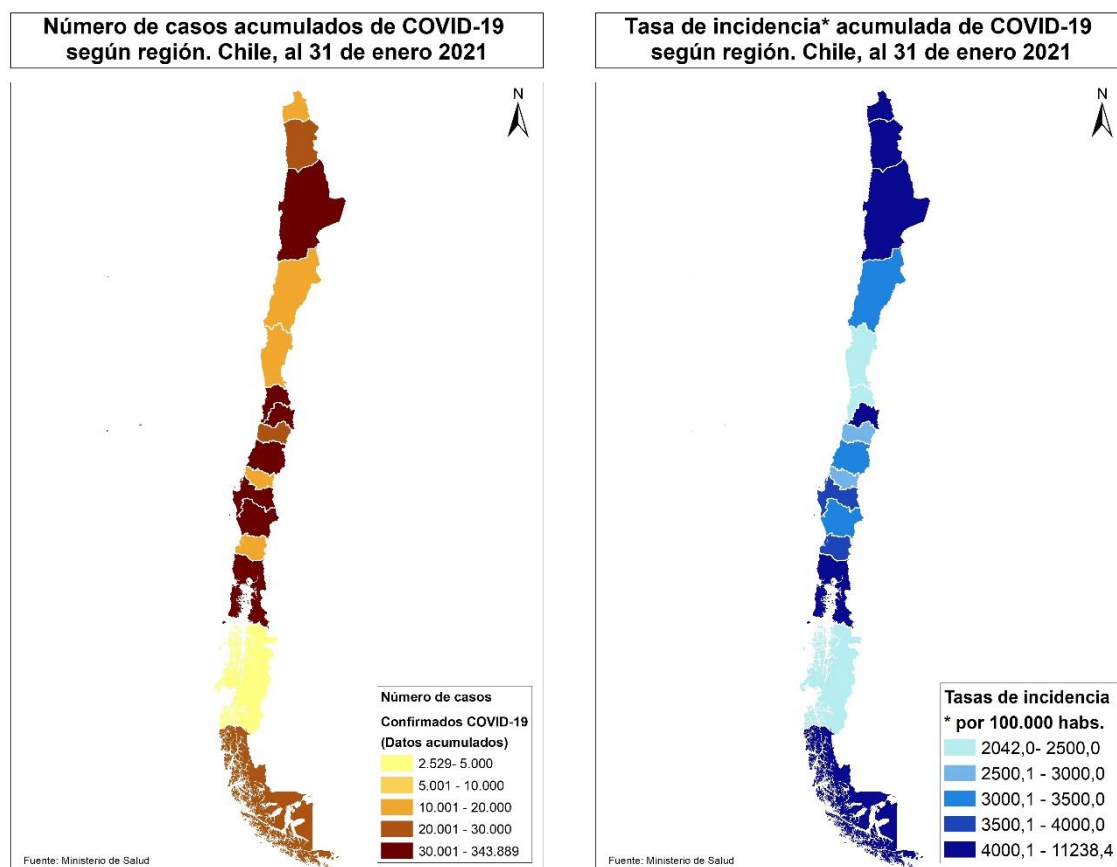 Número de casos acumulados de COVID-19
según región. Chile, al 31 de enero 2021
N
Número de casos
Confirmados COVID-19
(Datos acumulados)
2.529- 5.000
5.001 - 10.000
10.001 - 20.000
20.001 - 30.000
30.001 - 343.889
Fuente: Ministerio de Salud
Tasa de incidencia* acumulada de COVID-19
según región. Chile, al 31 de enero 2021
N
Tasas de incidencia
* por 100.000 habs.
2042,0- 2500,0
2500,1 - 3000,0
3000,1 - 3500,0
3500,1 - 4000,0
4000,1 - 11238,4
Fuente: Ministerio de Salud